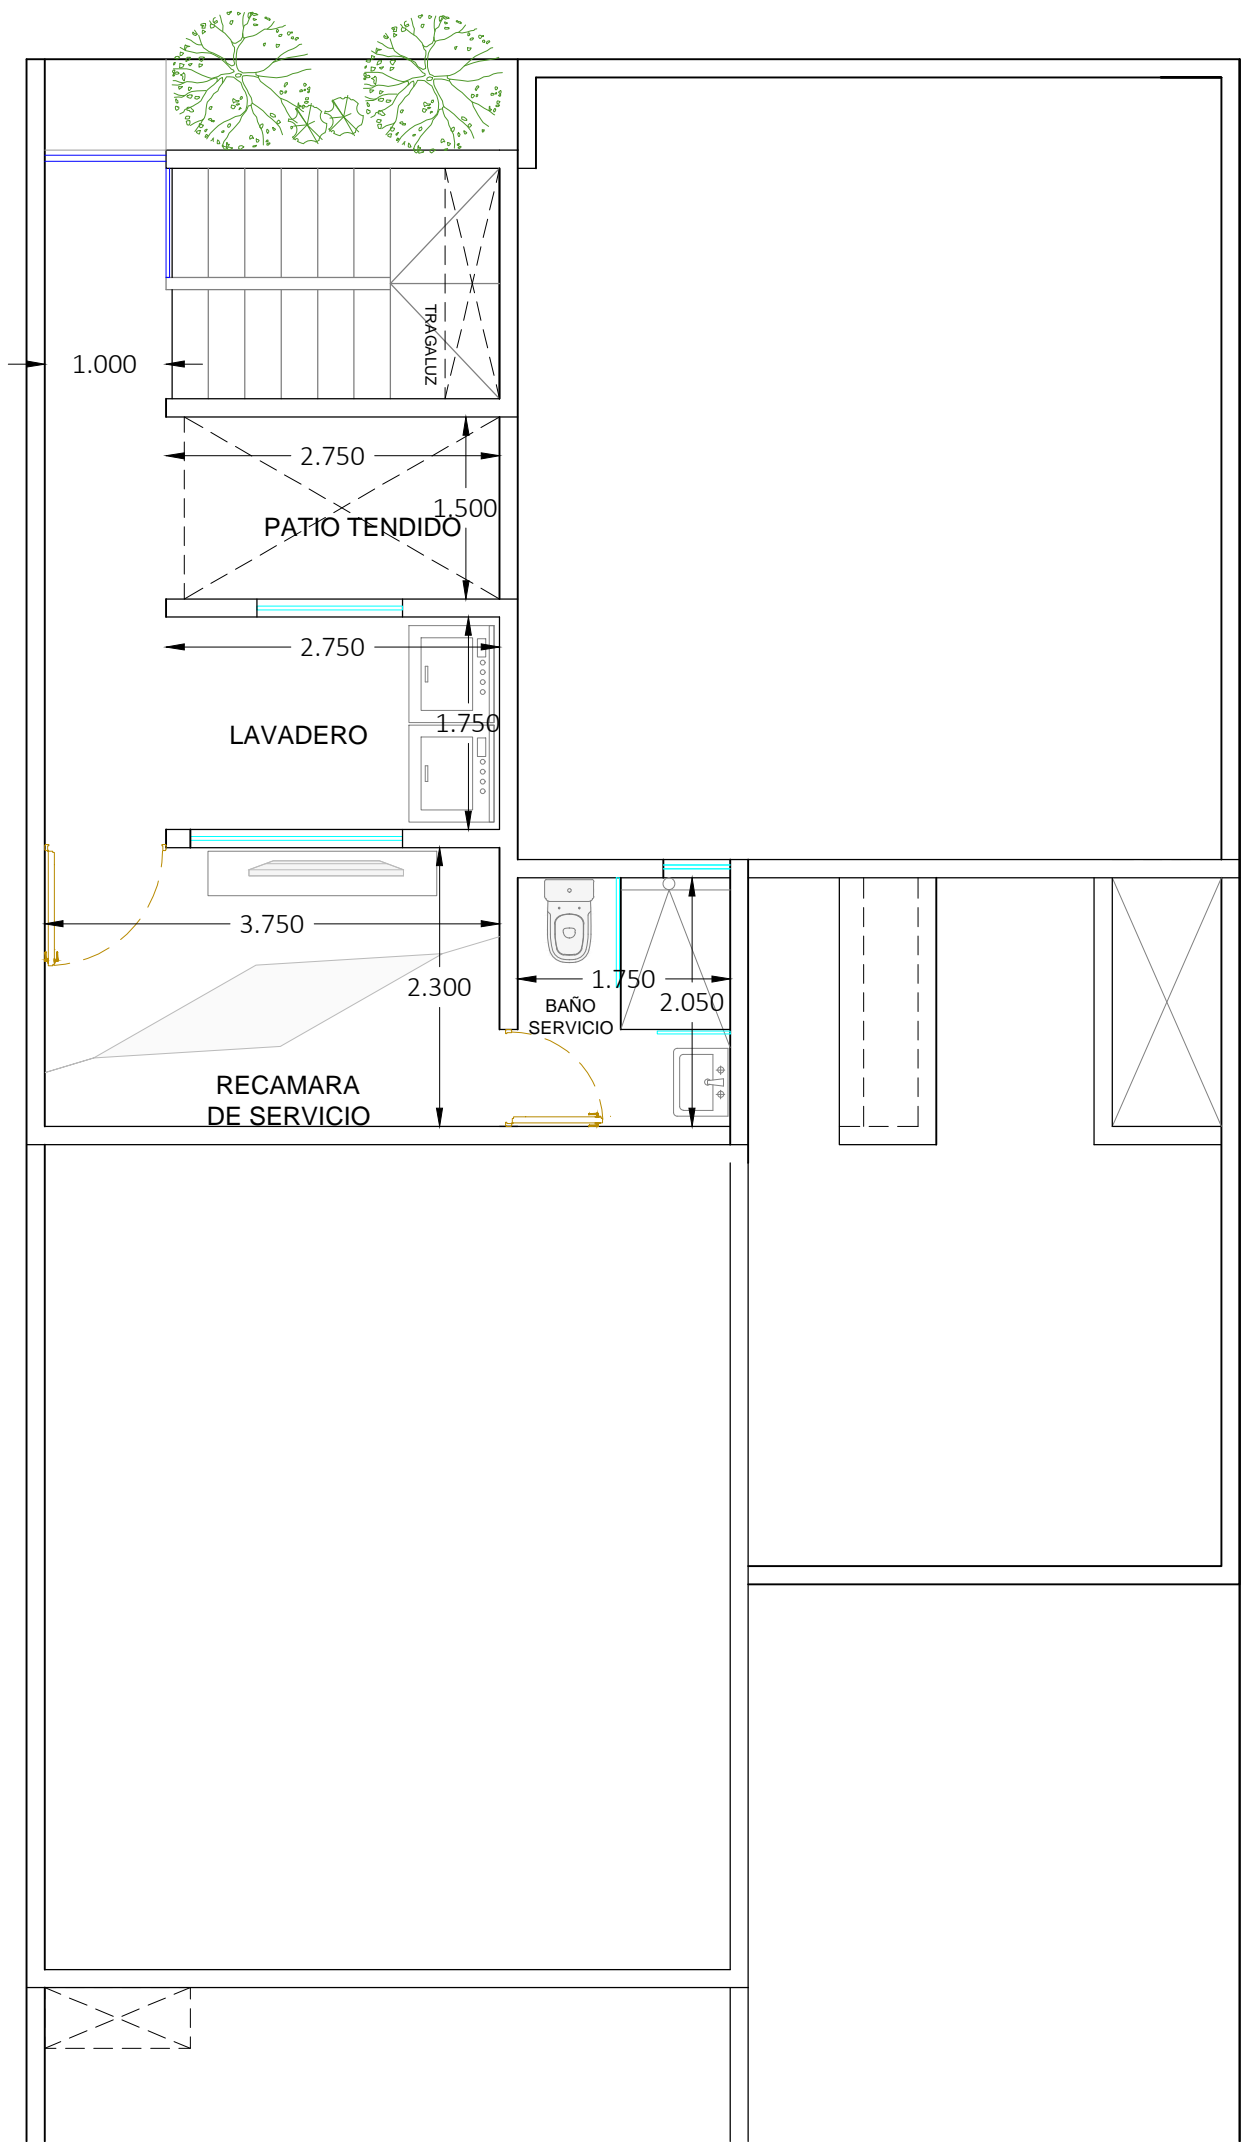 TRAGALUZ
1.000
2.750
1.500
PATIO TENDIDO
2.750
1.750
LAVADERO
3.750
2.300
1.750
2.050
BAÑO
SERVICIO
RECAMARA
DE SERVICIO